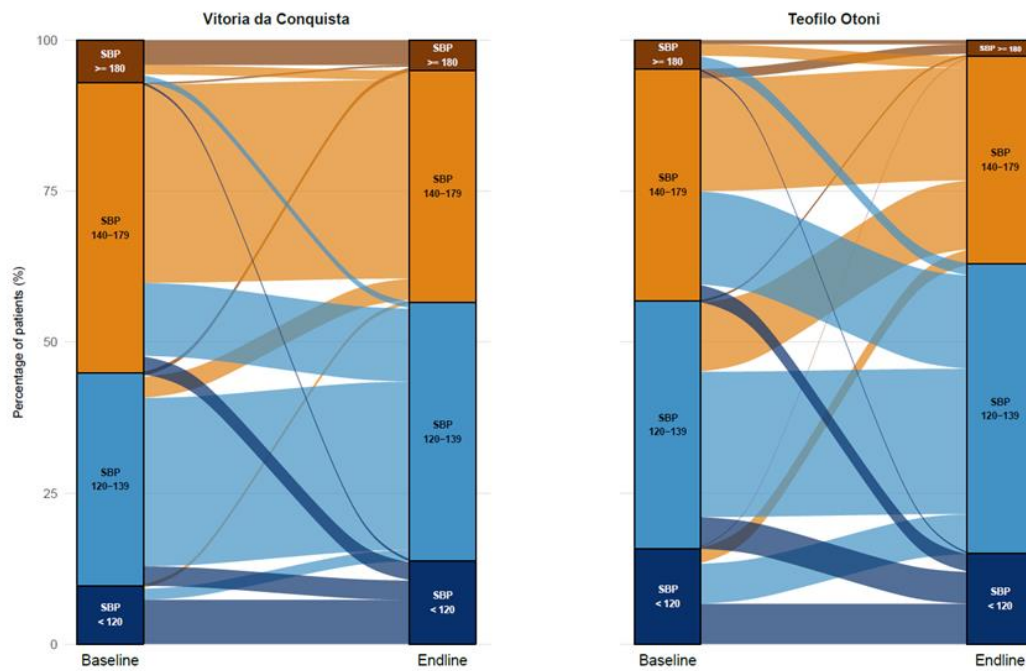 Vitoria da Conquista
Percentage of patients (%)
100
75
50
25
0
SBP
>= 180
SBP
140−179
SBP
120−139
SBP
< 120
Baseline
SBP
>= 180
SBP
140−179
SBP
120−139
SBP
< 120
Endline
Teofilo Otoni
SBP
>= 180
SBP
140−179
SBP
120−139
SBP
< 120
Baseline
SBP >= 180
SBP
140−179
SBP
120−139
SBP
< 120
Endline